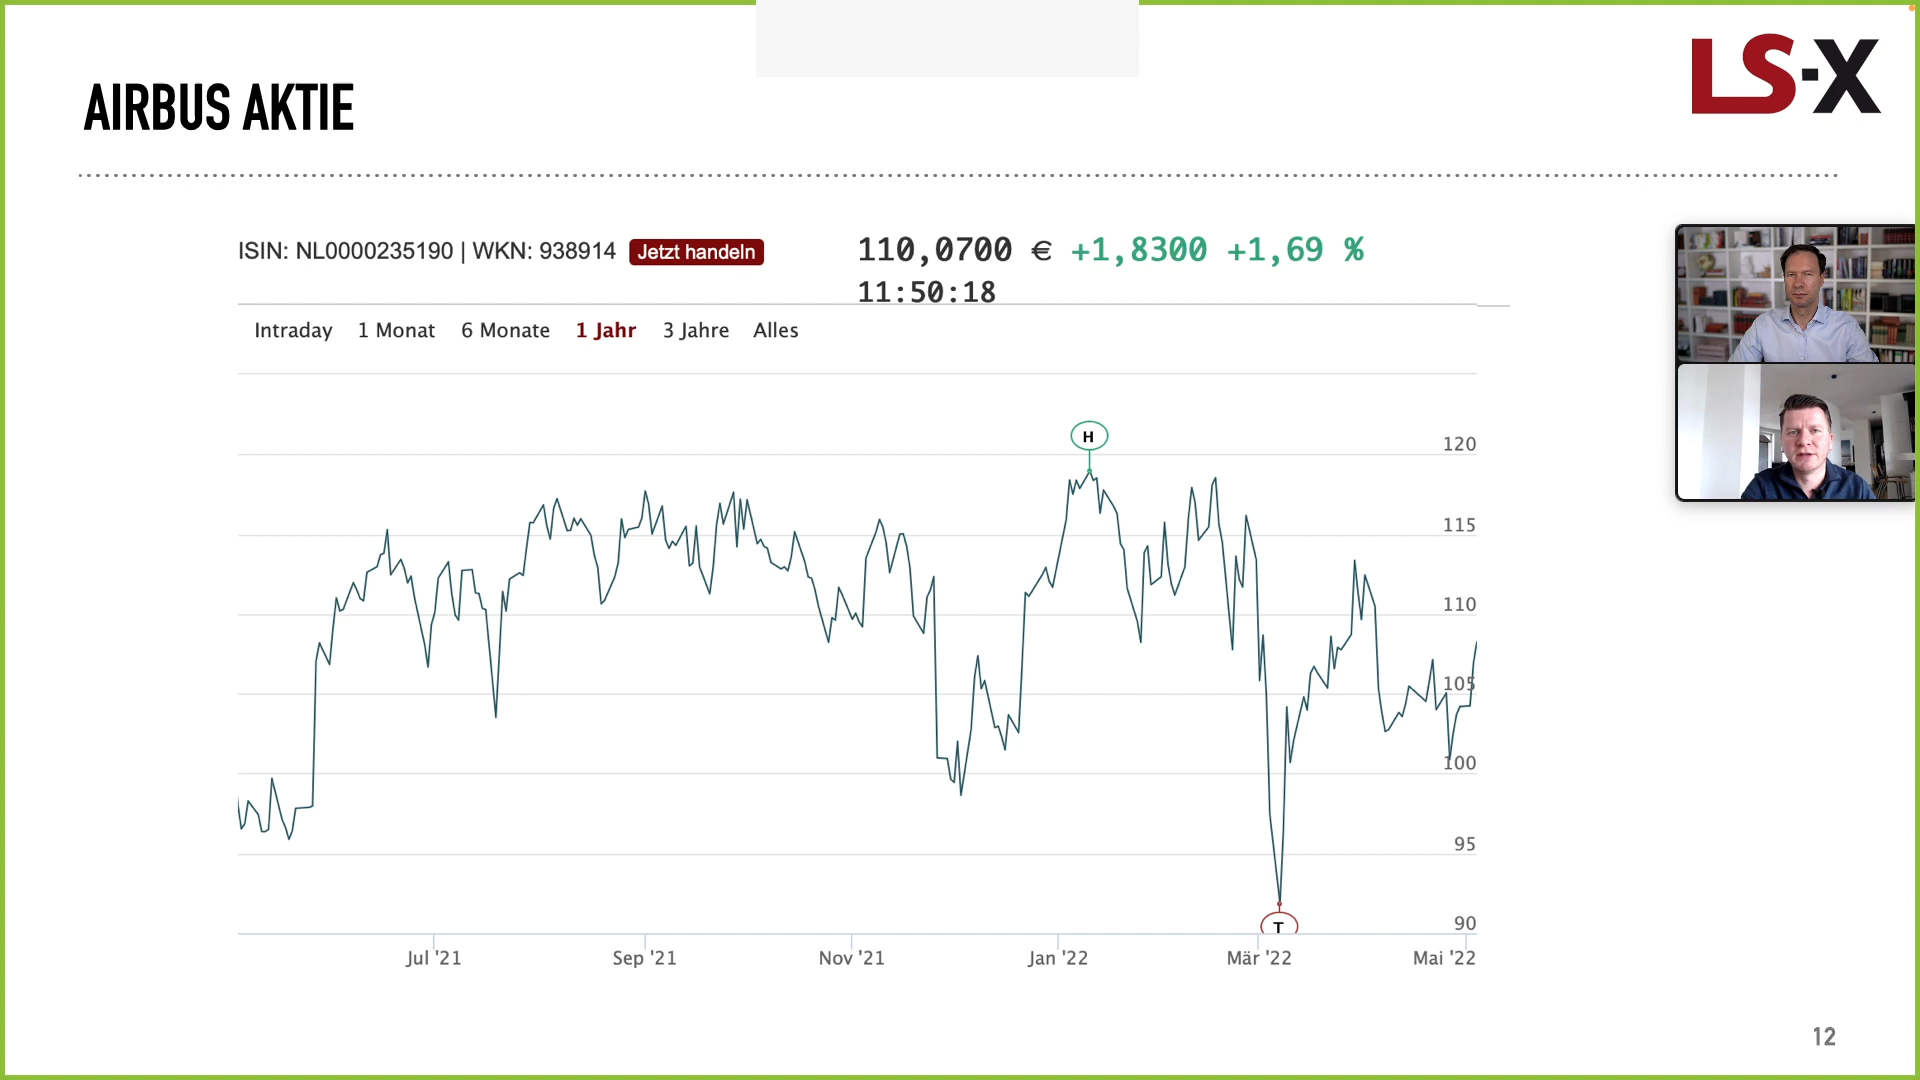 LS-X
AIRBUS AKTIE
ISIN: NL0000235190 | WKN: 938914 Jetzt handeln
110,0700 € +1,8300 +1,69 %
11:50:18
Intraday 1 Monat 6 Monate 1 Jahr 3 Jahre Alles
H
120
115
110
105
100
95
90
T
Jul '21 Sep '21 Nov '21 Jan '22 Mär '22 Mai '22
12